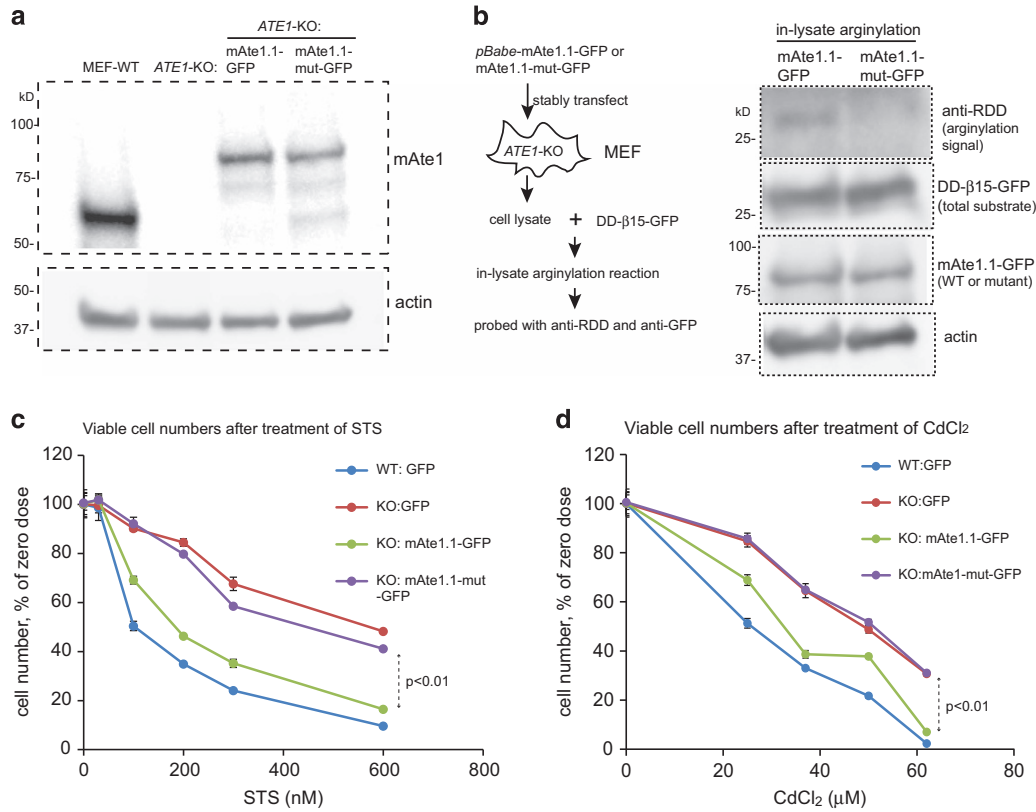 a
ATE1-KO:
MEF-WT
ATE1-KO:
mAte1.1-
GFP
mAte1.1-
mut-GFP
kD
100-
75-
50-
mAte1
50-
37-
actin
b
pBabe-mAte1.1-GFP or
mAte1.1-mut-GFP
stably transfect
ATE1-KO
MEF
cell lysate + DD-β15-GFP
in-lysate arginylation reaction
probed with anti-RDD and anti-GFP
in-lysate arginylation
mAte1.1-
GFP
mAte1.1-
mut-GFP
kD
25-
anti-RDD
(arginylation
signal)
25-
DD-β15-GFP
(total substrate)
100-
75-
mAte1.1-GFP
(WT or mutant)
37-
actin
c
Viable cell numbers after treatment of STS
cell number, % of zero dose
120
100
80
60
40
20
0
WT: GFP
KO:GFP
KO: mAte1.1-GFP
KO: mAte1.1-mut
-GFP
p<0.01
0 200 400 600 800
STS (nM)
d
Viable cell numbers after treatment of CdCl₂
cell number, % of zero dose
120
100
80
60
40
20
0
WT:GFP
KO:GFP
KO: mAte1.1-GFP
KO:mAte1-mut-GFP
p<0.01
0 20 40 60 80
CdCl₂ (μM)